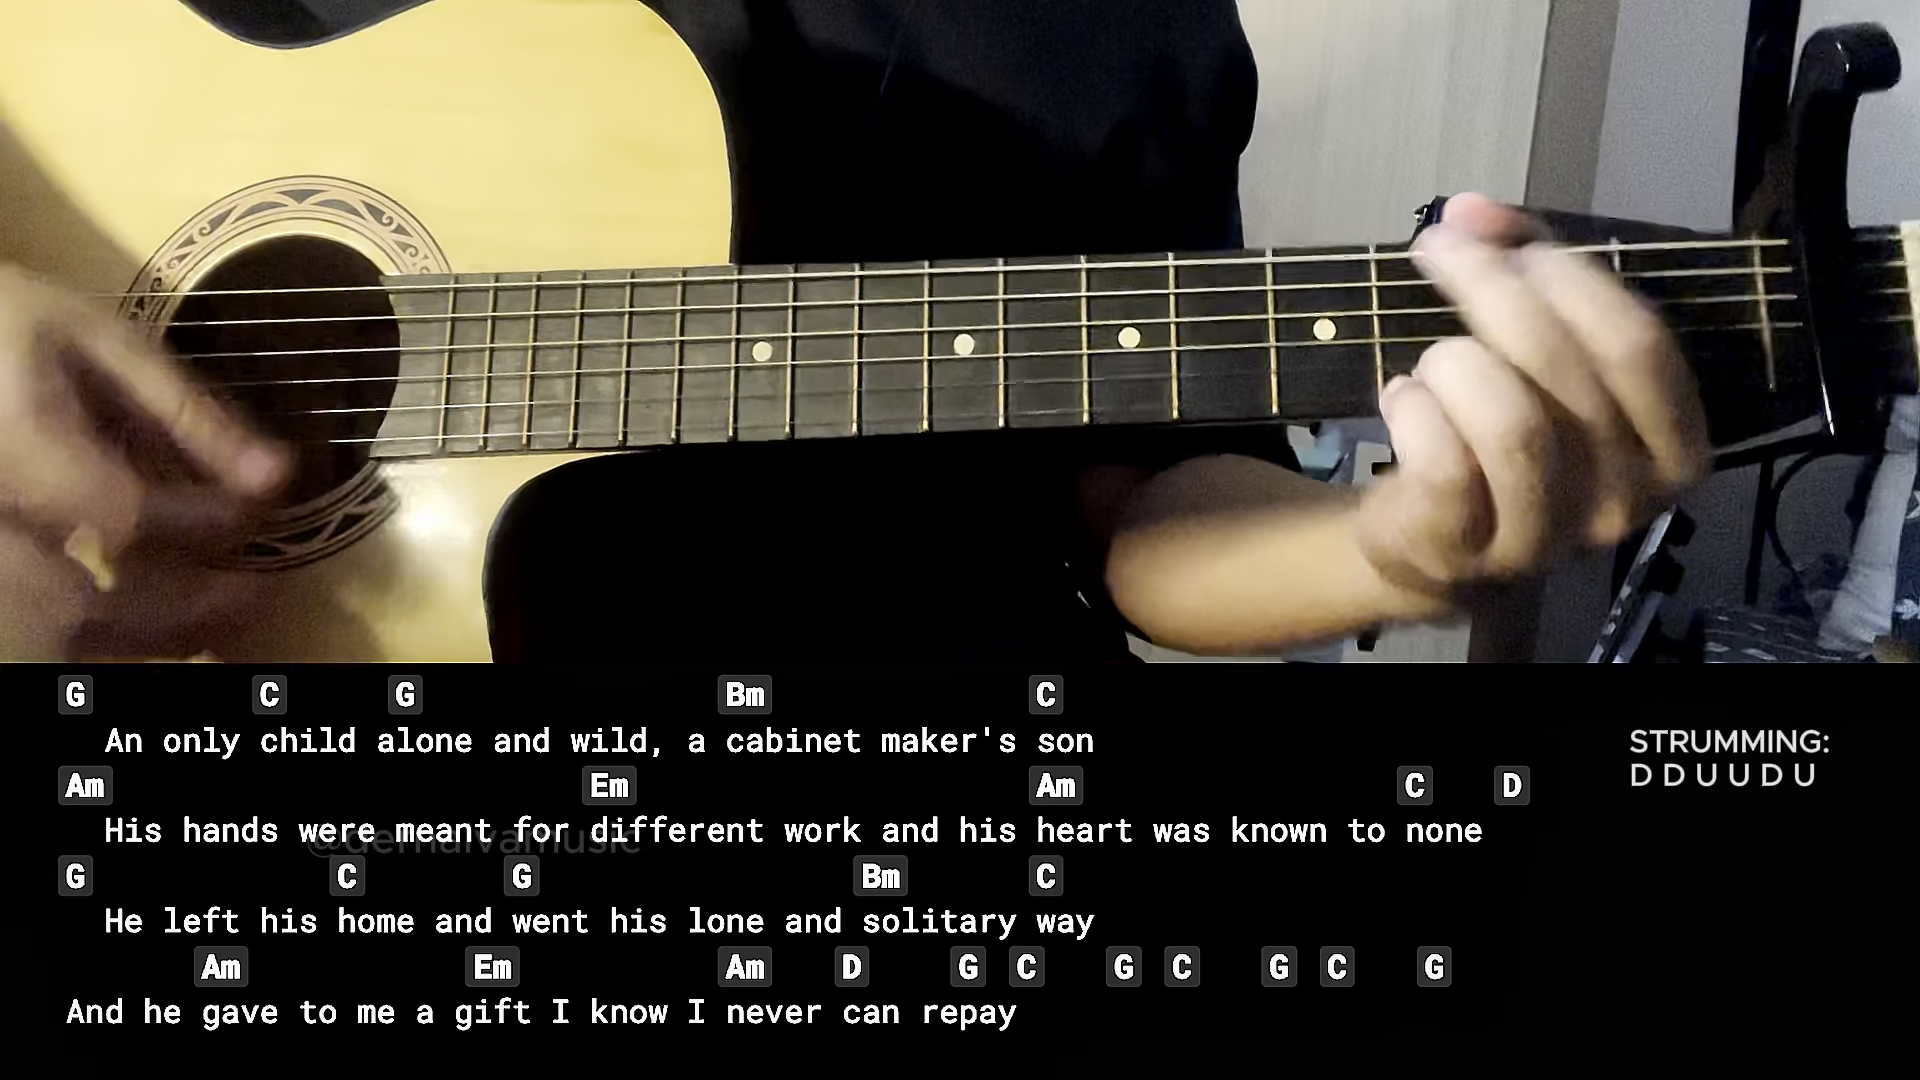 G C G Bm C
An only child alone and wild, a cabinet maker's son
Am Em Am C D
His hands were meant for different work and his heart was known to none
G C G Bm C
He left his home and went his lone and solitary way
Am Em Am D G C G C G C G
And he gave to me a gift I know I never can repay
STRUMMING:
D D U U D U
@demalvamusic